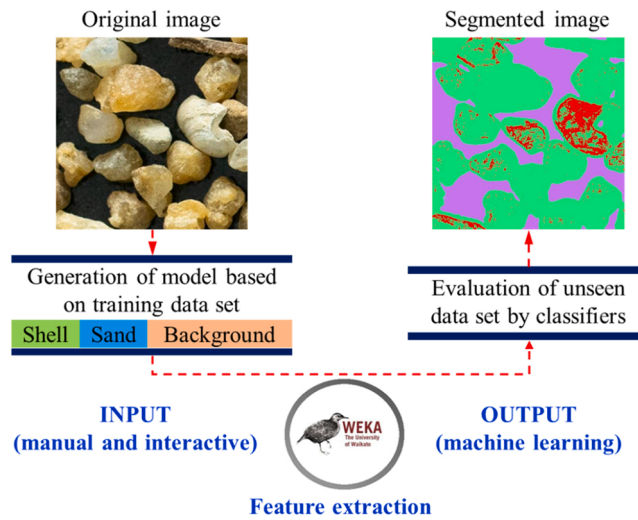 Original image
Segmented image
Generation of model based
on training data set
Shell
Sand
Background
Evaluation of unseen
data set by classifiers
INPUT
(manual and interactive)
WEKA
The University
of Waikato
OUTPUT
(machine learning)
Feature extraction